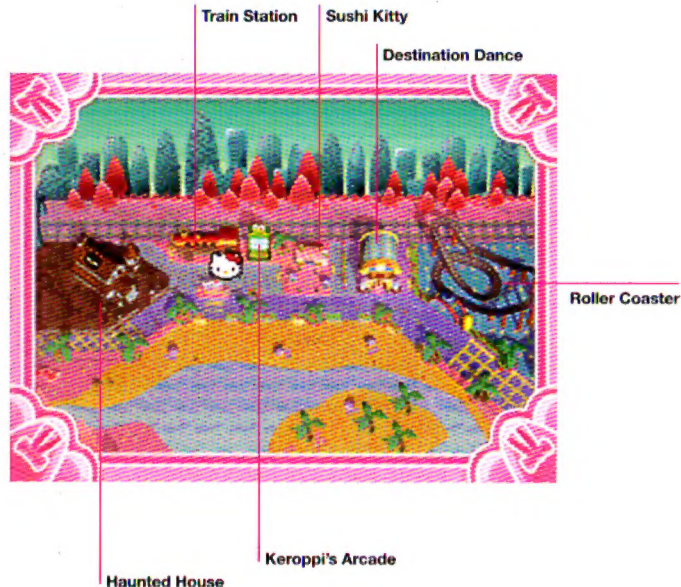 Train Station
Sushi Kitty
Destination Dance
Roller Coaster
Keroppi's Arcade
Haunted House